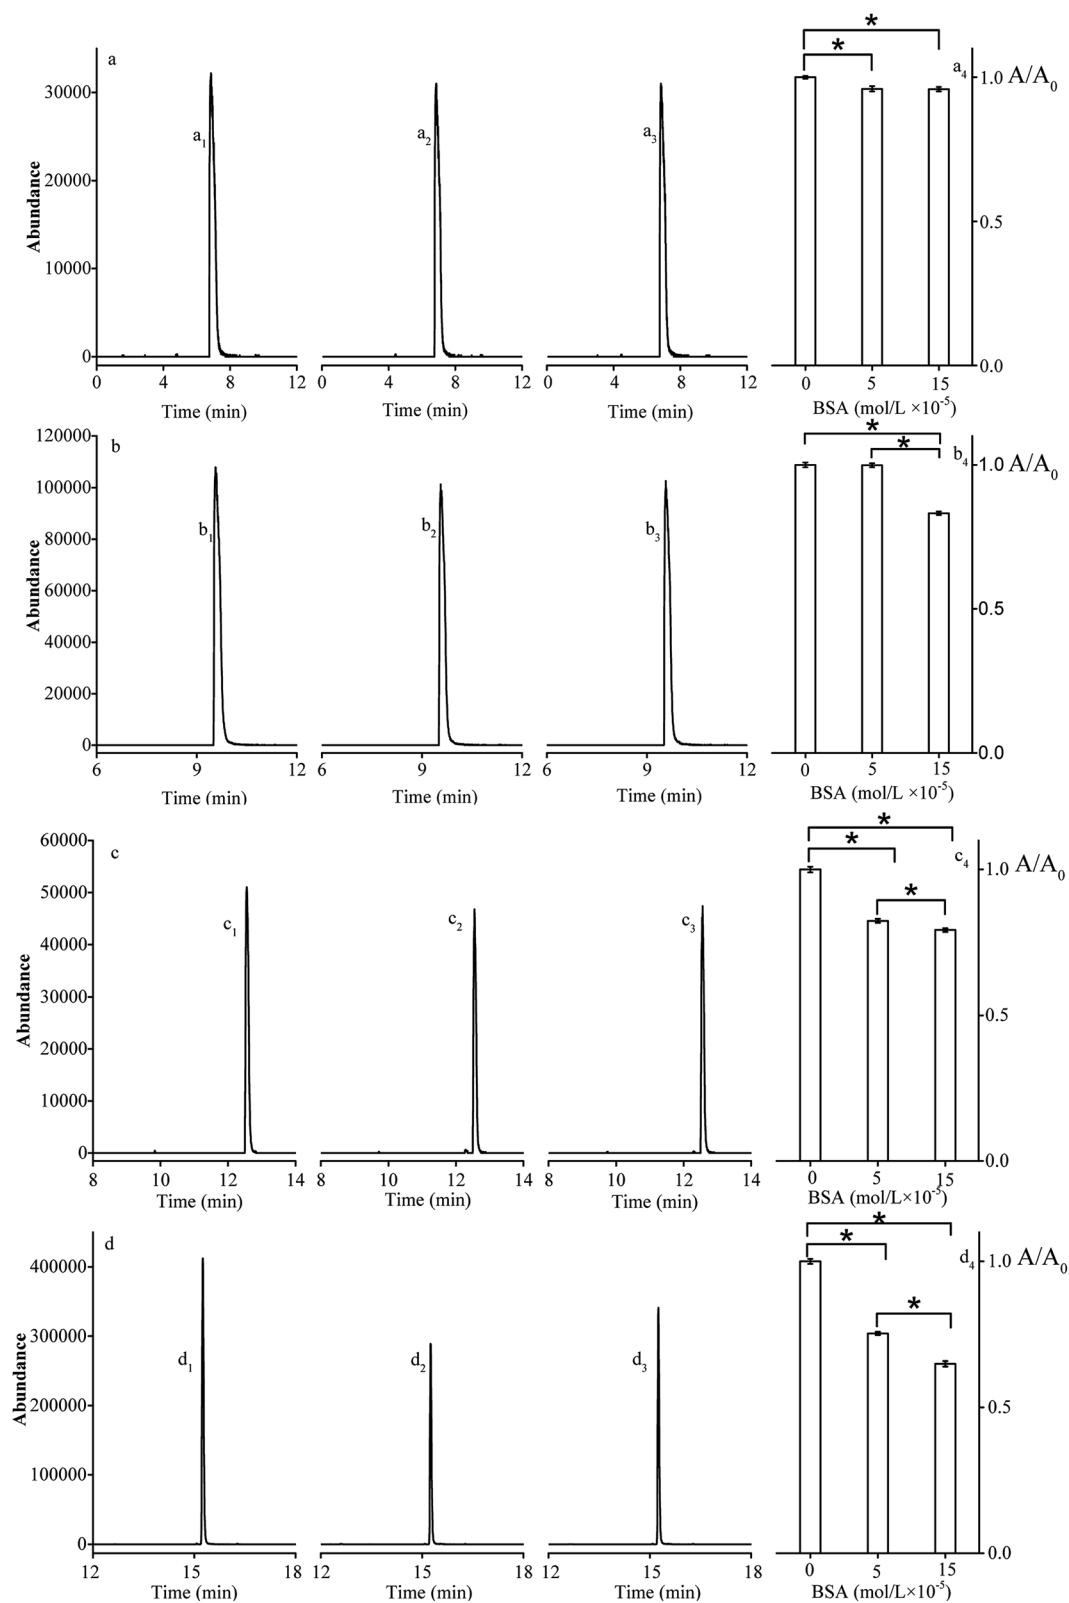 * *
a a₄ 1.0 A/A₀
30000
a₁ a₂ a₃
20000
Abundance
10000
0.5
0 0.0
0 4 8 12 0 4 8 12 0 4 8 12 0 5 15
Time (min) Time (min) Time (min) BSA (mol/L ×10⁻⁵)
* *
120000 b b₄ 1.0 A/A₀
100000
b₁ b₂ b₃
80000
Abundance
60000 0.5
40000
20000
0 0.0
6 9 12 6 9 12 6 9 12 0 5 15
Time (min) Time (min) Time (min) BSA (mol/L ×10⁻⁵)
* * *
60000 c c₄ 1.0 A/A₀
50000
c₁ c₂ c₃
40000
Abundance
30000
0.5
20000
10000
0 0.0
8 10 12 14 8 10 12 14 8 10 12 14 0 5 15
Time (min) Time (min) Time (min) BSA (mol/L×10⁻⁵)
* * *
d d₄ 1.0 A/A₀
400000
300000
d₁ d₂ d₃
Abundance
200000 0.5
100000
0 0.0
12 15 18 12 15 18 12 15 18 0 5 15
Time (min) Time (min) Time (min) BSA (mol/L ×10⁻⁵)